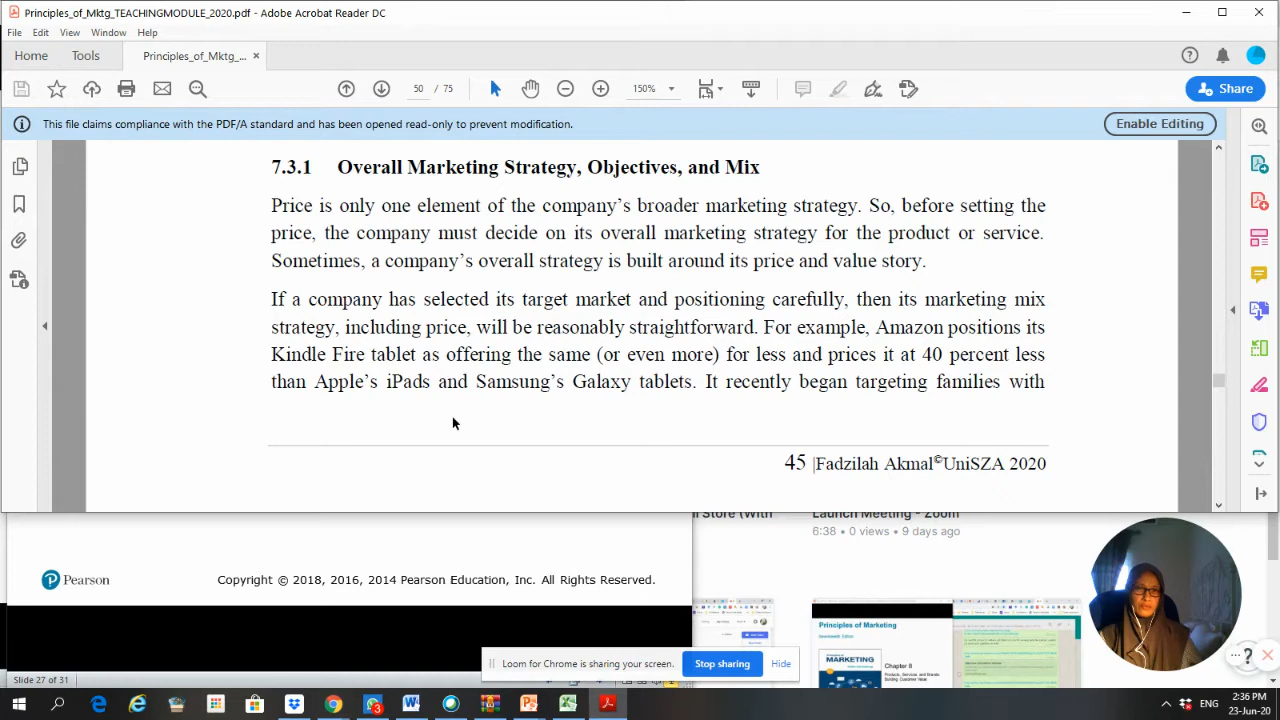 Principles_of_Mktg_TEACHINGMODULE_2020.pdf - Adobe Acrobat Reader DC
File Edit View Window Help
Home Tools Principles_of_Mktg_... ×
50 / 75 150% Share
This file claims compliance with the PDF/A standard and has been opened read-only to prevent modification. Enable Editing
7.3.1 Overall Marketing Strategy, Objectives, and Mix
Price is only one element of the company's broader marketing strategy. So, before setting the
price, the company must decide on its overall marketing strategy for the product or service.
Sometimes, a company's overall strategy is built around its price and value story.
If a company has selected its target market and positioning carefully, then its marketing mix
strategy, including price, will be reasonably straightforward. For example, Amazon positions its
Kindle Fire tablet as offering the same (or even more) for less and prices it at 40 percent less
than Apple's iPads and Samsung's Galaxy tablets. It recently began targeting families with
45 |Fadzilah Akmal©UniSZA 2020
Store (With
Launch Meeting - Zoom
6:38 • 0 views • 9 days ago
Pearson
Copyright © 2018, 2016, 2014 Pearson Education, Inc. All Rights Reserved.
Principles of Marketing
MARKETING
Chapter 8
Products, Services, and Brands:
Building Customer Value
Loom for Chrome is sharing your screen. Stop sharing Hide
Slide 27 of 31
ENG
2:36 PM
23-Jun-20